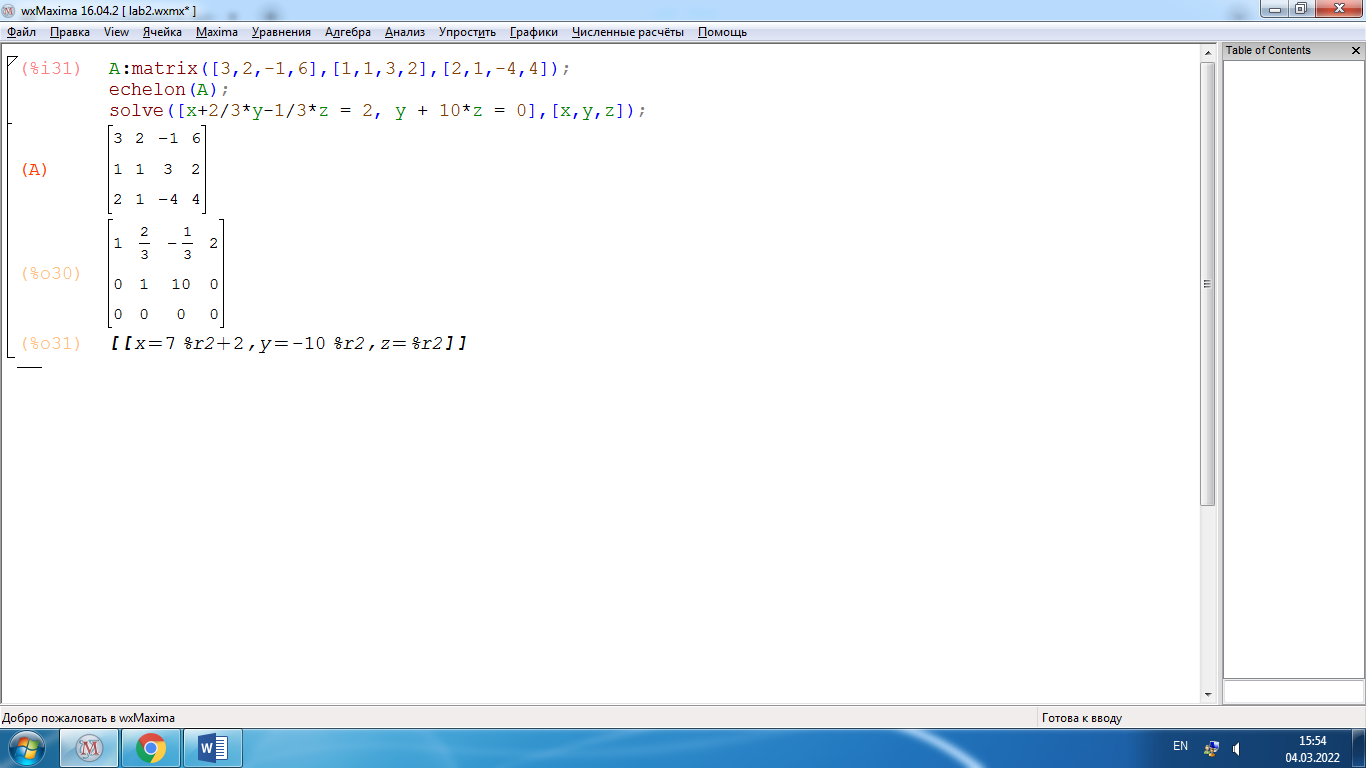 wxMaxima 16.04.2 [ lab2.wxmx* ]
Файл Правка View Ячейка Maxima Уравнения Алгебра Анализ Упростить Графики Численные расчёты Помощь
Table of Contents
(%i31) A:matrix([3,2,-1,6],[1,1,3,2],[2,1,-4,4]);
echelon(A);
solve([x+2/3*y-1/3*z = 2, y + 10*z = 0],[x,y,z]);
3 2 -1 6
(A) 1 1 3 2
2 1 -4 4
1 2/3 -1/3 2
(%o30) 0 1 10 0
0 0 0 0
(%o31) [[x=7 %r2+2,y=-10 %r2,z=%r2]]
Добро пожаловать в wxMaxima
Готова к вводу
EN
15:54
04.03.2022